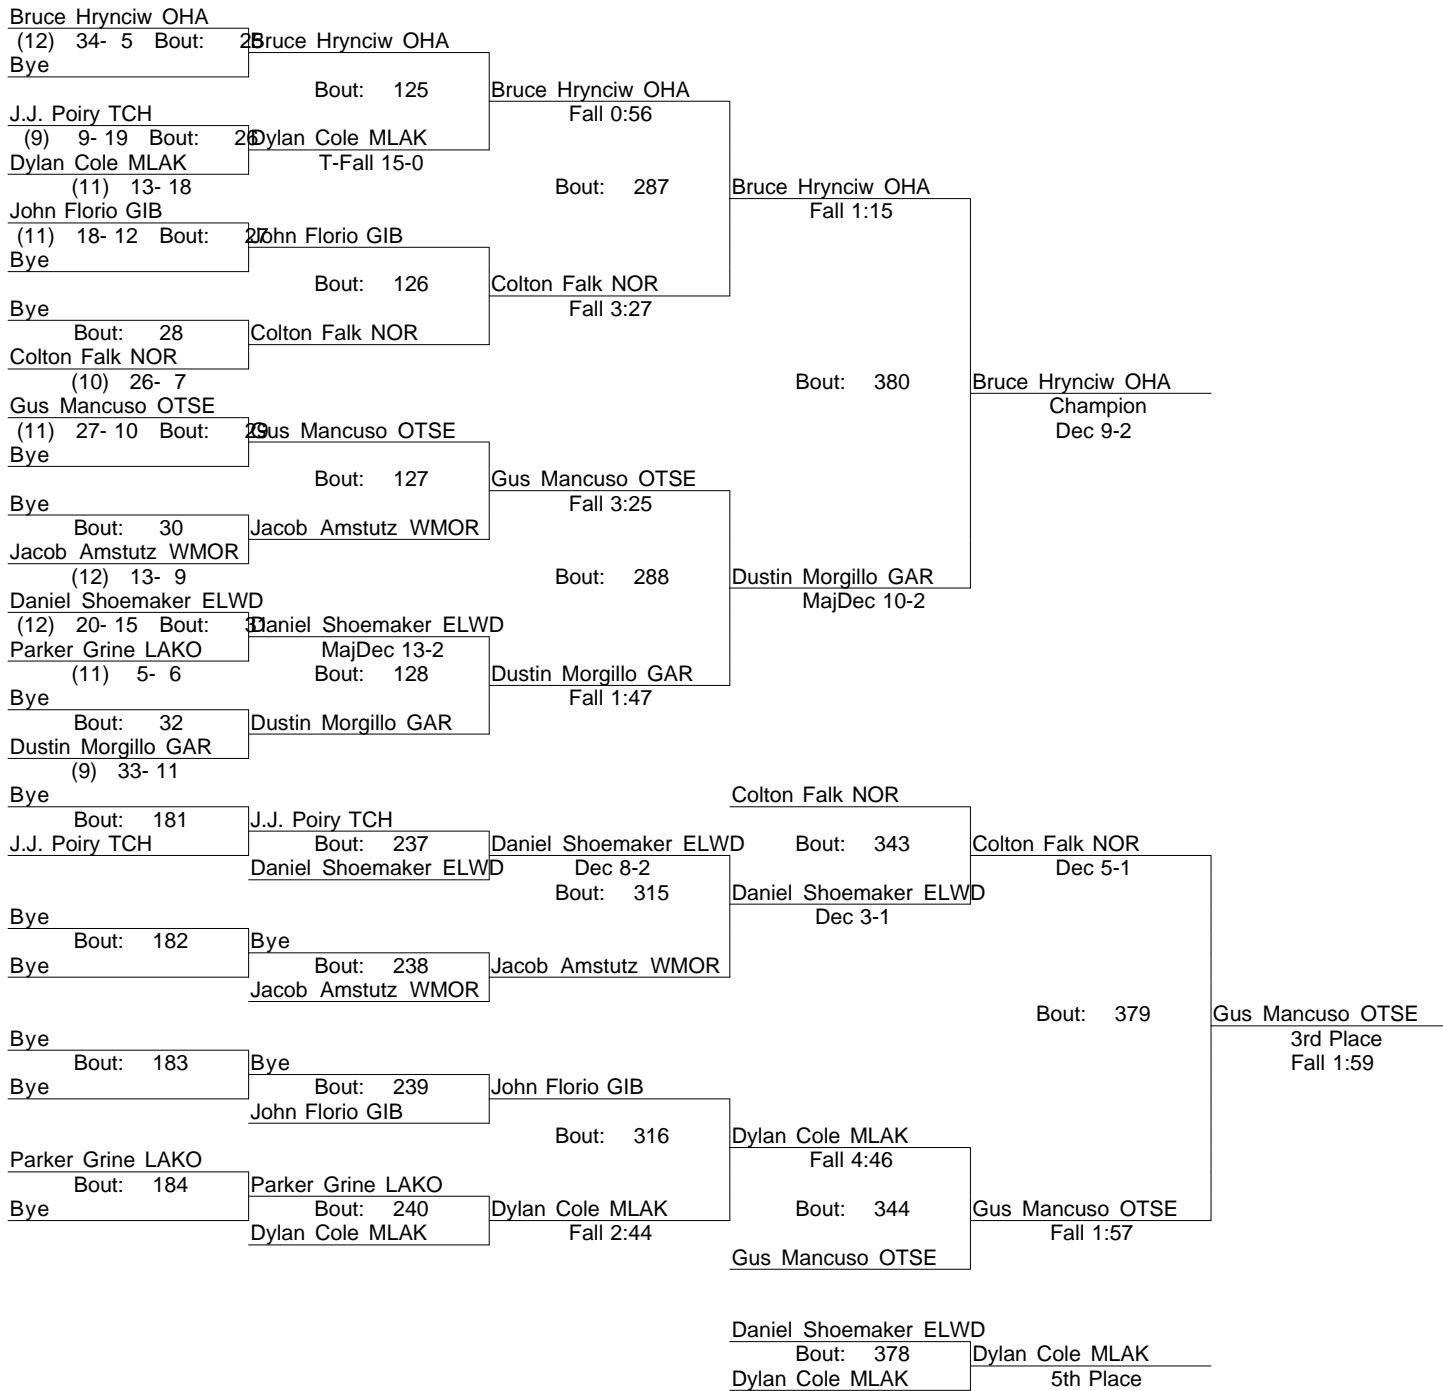 Bruce Hrynciw OHA
(12) 34- 5 Bout: 25
Bruce Hrynciw OHA
Bye
Bout: 125
Bruce Hrynciw OHA
Fall 0:56
J.J. Poiry TCH
(9) 9- 19 Bout: 26
Dylan Cole MLAK
Dylan Cole MLAK
T-Fall 15-0
(11) 13- 18
Bout: 287
Bruce Hrynciw OHA
Fall 1:15
John Florio GIB
(11) 18- 12 Bout: 27
John Florio GIB
Bye
Bout: 126
Colton Falk NOR
Fall 3:27
Bye
Bout: 28
Colton Falk NOR
Colton Falk NOR
(10) 26- 7
Bout: 380
Bruce Hrynciw OHA
Champion
Dec 9-2
Gus Mancuso OTSE
(11) 27- 10 Bout: 29
Gus Mancuso OTSE
Bye
Bout: 127
Gus Mancuso OTSE
Fall 3:25
Bye
Bout: 30
Jacob Amstutz WMOR
Jacob Amstutz WMOR
(12) 13- 9
Bout: 288
Dustin Morgillo GAR
MajDec 10-2
Daniel Shoemaker ELWD
(12) 20- 15 Bout: 31
Daniel Shoemaker ELWD
Parker Grine LAKO
MajDec 13-2
(11) 5- 6
Bout: 128
Dustin Morgillo GAR
Fall 1:47
Bye
Bout: 32
Dustin Morgillo GAR
Dustin Morgillo GAR
(9) 33- 11
Bye
Bout: 181
J.J. Poiry TCH
J.J. Poiry TCH
Bout: 237
Daniel Shoemaker ELWD
Daniel Shoemaker ELWD
Dec 8-2
Bout: 315
Colton Falk NOR
Bout: 343
Colton Falk NOR
Dec 5-1
Daniel Shoemaker ELWD
Dec 3-1
Bye
Bout: 182
Bye
Bye
Bout: 238
Jacob Amstutz WMOR
Jacob Amstutz WMOR
Bout: 379
Gus Mancuso OTSE
3rd Place
Fall 1:59
Bye
Bout: 183
Bye
Bye
Bout: 239
John Florio GIB
John Florio GIB
Bout: 316
Dylan Cole MLAK
Fall 4:46
Parker Grine LAKO
Bout: 184
Bye
Parker Grine LAKO
Bout: 240
Dylan Cole MLAK
Dylan Cole MLAK
Fall 2:44
Bout: 344
Gus Mancuso OTSE
Fall 1:57
Gus Mancuso OTSE
Daniel Shoemaker ELWD
Bout: 378
Dylan Cole MLAK
Dylan Cole MLAK
5th Place